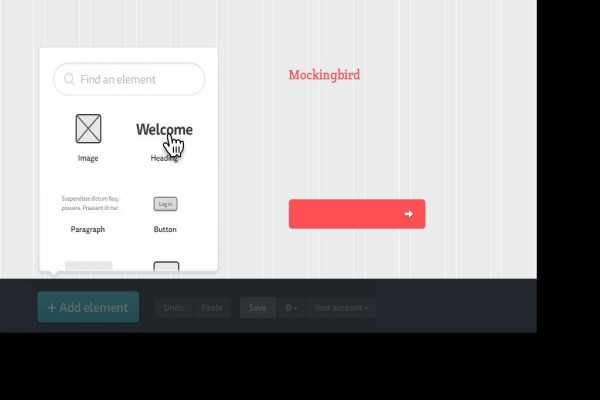 Find an element
Mockingbird
Welcome
Image
Heading
Suspendisse dictum feug
posuere. Praesent id met
Log in
Paragraph
Button
+ Add element
Undo
Paste
Save
Your account